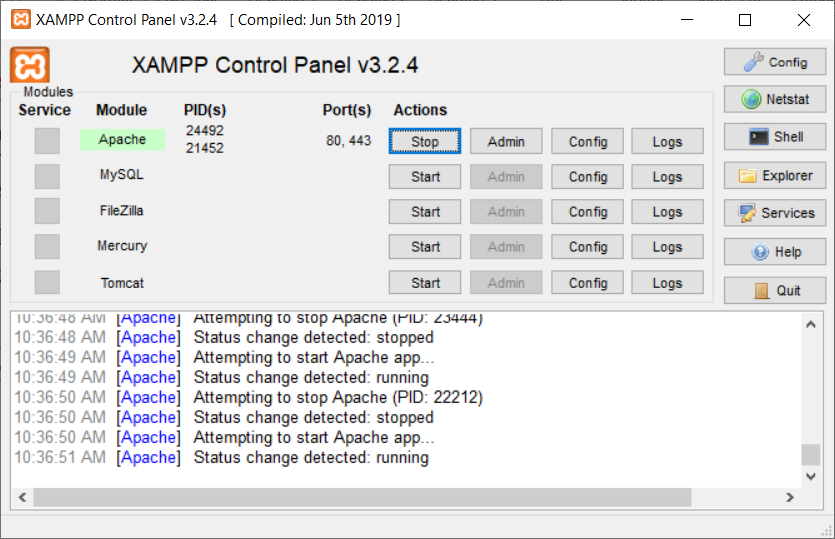 XAMPP Control Panel v3.2.4 [ Compiled: Jun 5th 2019 ]
XAMPP Control Panel v3.2.4
Config
Modules
Service Module PID(s) Port(s) Actions
Netstat
Apache 24492 21452 80, 443 Stop Admin Config Logs
Shell
MySQL Start Admin Config Logs
Explorer
FileZilla Start Admin Config Logs
Services
Mercury Start Admin Config Logs
Help
Tomcat Start Admin Config Logs
Quit
10:36:48 AM [Apache] Attempting to stop Apache (PID: 23444)
10:36:48 AM [Apache] Status change detected: stopped
10:36:49 AM [Apache] Attempting to start Apache app...
10:36:49 AM [Apache] Status change detected: running
10:36:50 AM [Apache] Attempting to stop Apache (PID: 22212)
10:36:50 AM [Apache] Status change detected: stopped
10:36:50 AM [Apache] Attempting to start Apache app...
10:36:51 AM [Apache] Status change detected: running